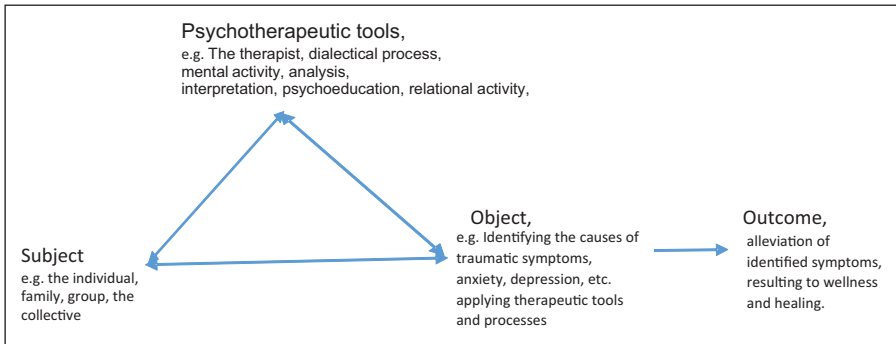 Psychotherapeutic tools,
e.g. The therapist, dialectical process,
mental activity, analysis,
interpretation, psychoeducation, relational activity,
Subject
e.g. the individual,
family, group, the
collective
Object,
e.g. Identifying the causes of
traumatic symptoms,
anxiety, depression, etc.
applying therapeutic tools
and processes
Outcome,
alleviation of
identified symptoms,
resulting to wellness
and healing.